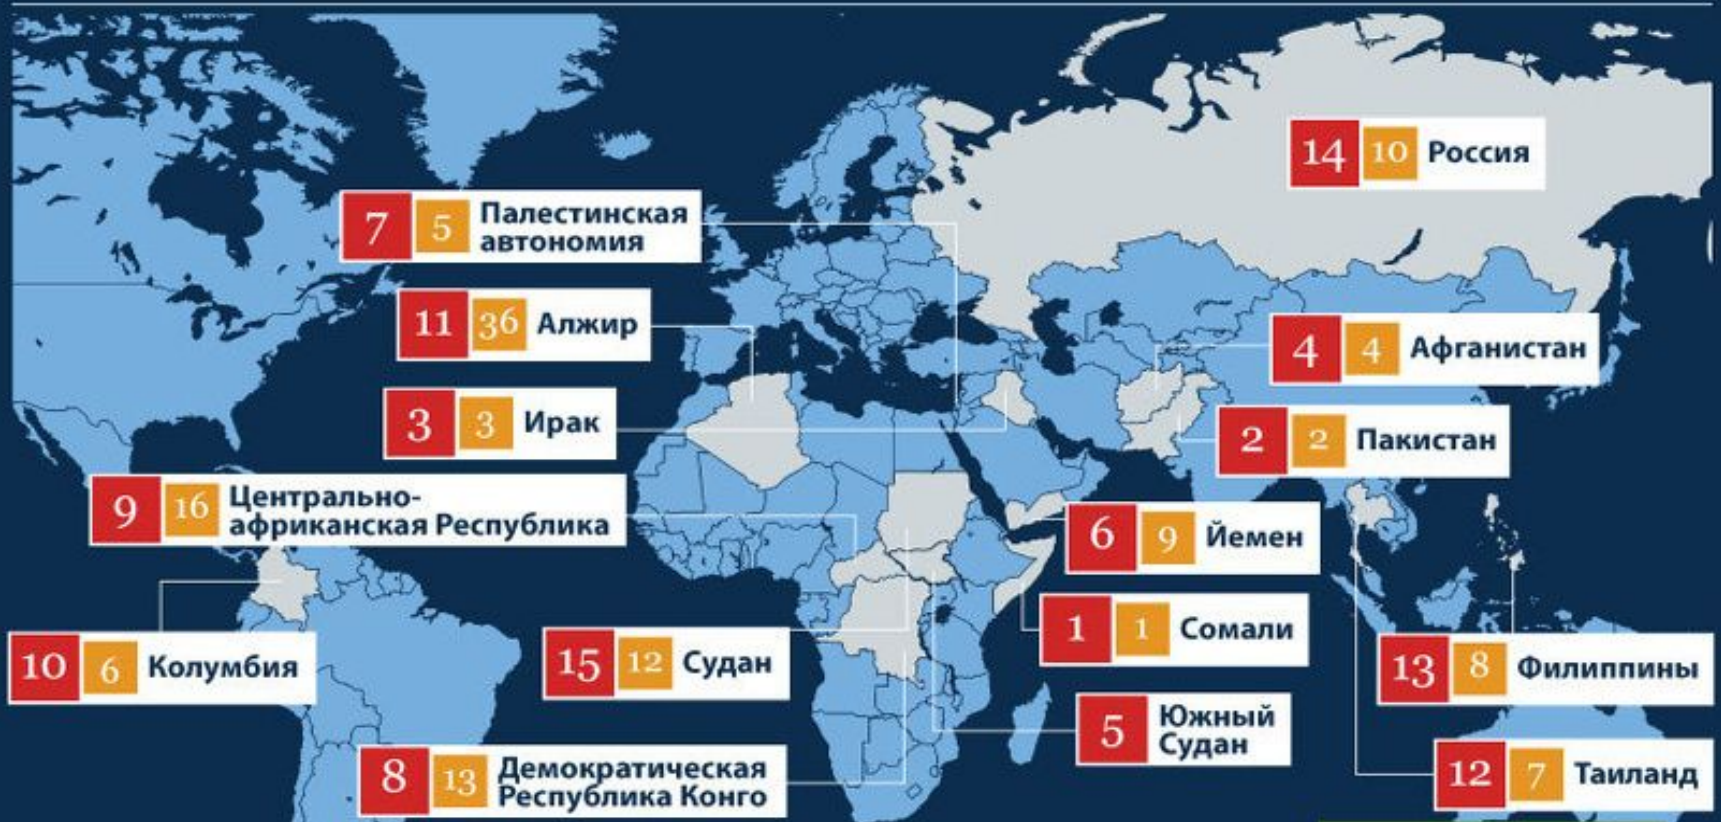 14 10 Россия
7 5 Палестинская
автономия
11 36 Алжир
4 4 Афганистан
3 3 Ирак
2 2 Пакистан
9 16 Центрально-
африканская Республика
6 9 Йемен
1 1 Сомали
10 6 Колумбия
15 12 Судан
13 8 Филиппины
5 Южный
Судан
8 13 Демократическая
Республика Конго
12 7 Таиланд